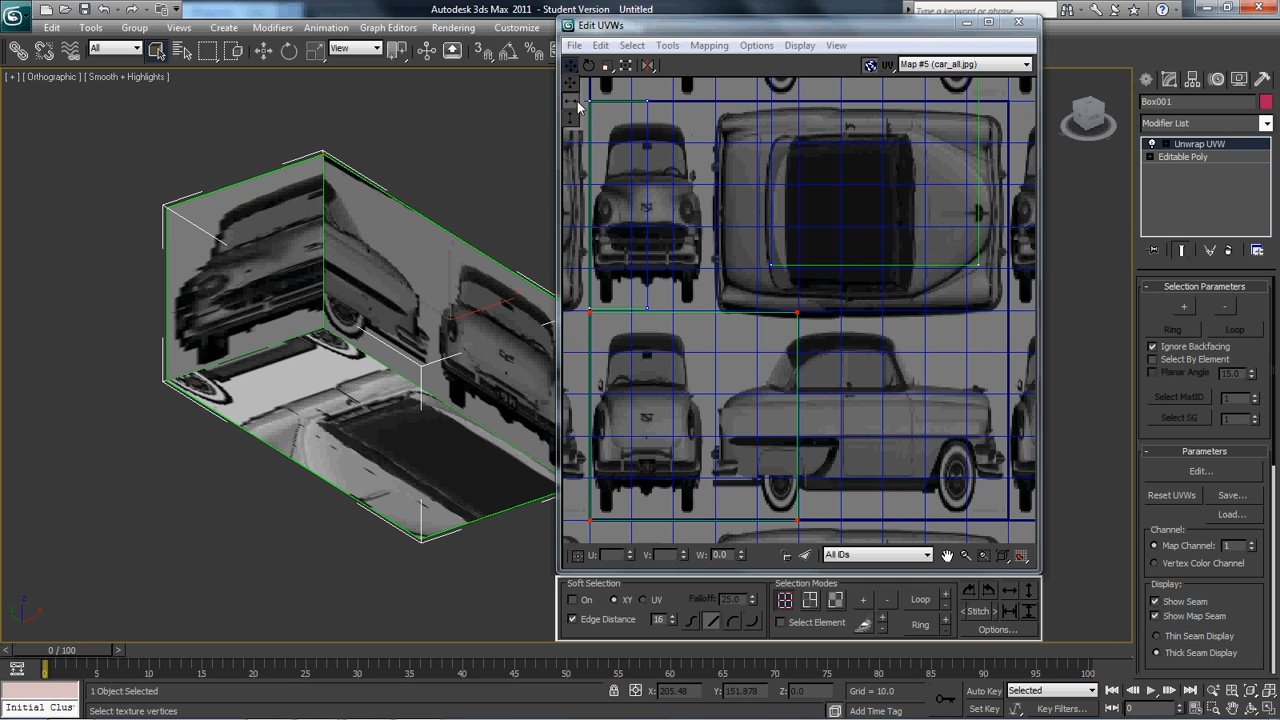 Autodesk 3ds Max 2011 - Student Version Untitled
Type a keyword or phrase
Edit Tools Group Views Create Modifiers Animation Graph Editors Rendering Customize
All
View
[ + ] [ Orthographic ] [ Smooth + Highlights ]
Edit UVWs
File Edit Select Tools Mapping Options Display View
UV Map #5 (car_all.jpg)
U: V: W: 0.0 All IDs
Soft Selection
On XY UV Falloff: 25.0
Edge Distance 16
Selection Modes
Select Element
Loop
Ring
Stitch
Options...
Box001
Modifier List
Unwrap UVW
Editable Poly
Selection Parameters
+ -
Ring Loop
Ignore Backfacing
Select By Element
Planar Angle 15.0
Select MatID 1
Select SG 1
Parameters
Edit...
Reset UVWs Save...
Load...
Channel:
Map Channel: 1
Vertex Color Channel
Display:
Show Seam
Show Map Seam
Thin Seam Display
Thick Seam Display
0 / 100
0 5 10 15 20 25 30 35 40 45 50 55 60 65 70 75 80 85 90 95 100
1 Object Selected X: 205.48 Y: 151.878 Z: 0.0 Grid = 10.0 Auto Key Selected
Initial Clus Select texture vertices Add Time Tag Set Key Key Filters... 0